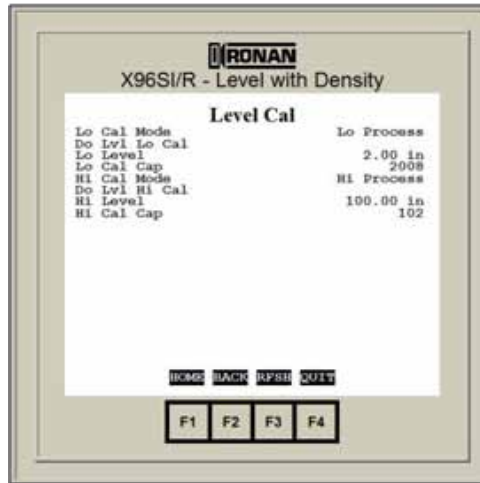 RONAN
X96SI/R - Level with Density
Level Cal
Lo Cal Mode Lo Process
Do Lvl Lo Cal
Lo Level 2.00 in
Lo Cal Cap 2008
Hi Cal Mode Hi Process
Do Lvl Hi Cal
Hi Level 100.00 in
Hi Cal Cap 102
HOME BACK RFSH QUIT
F1 F2 F3 F4